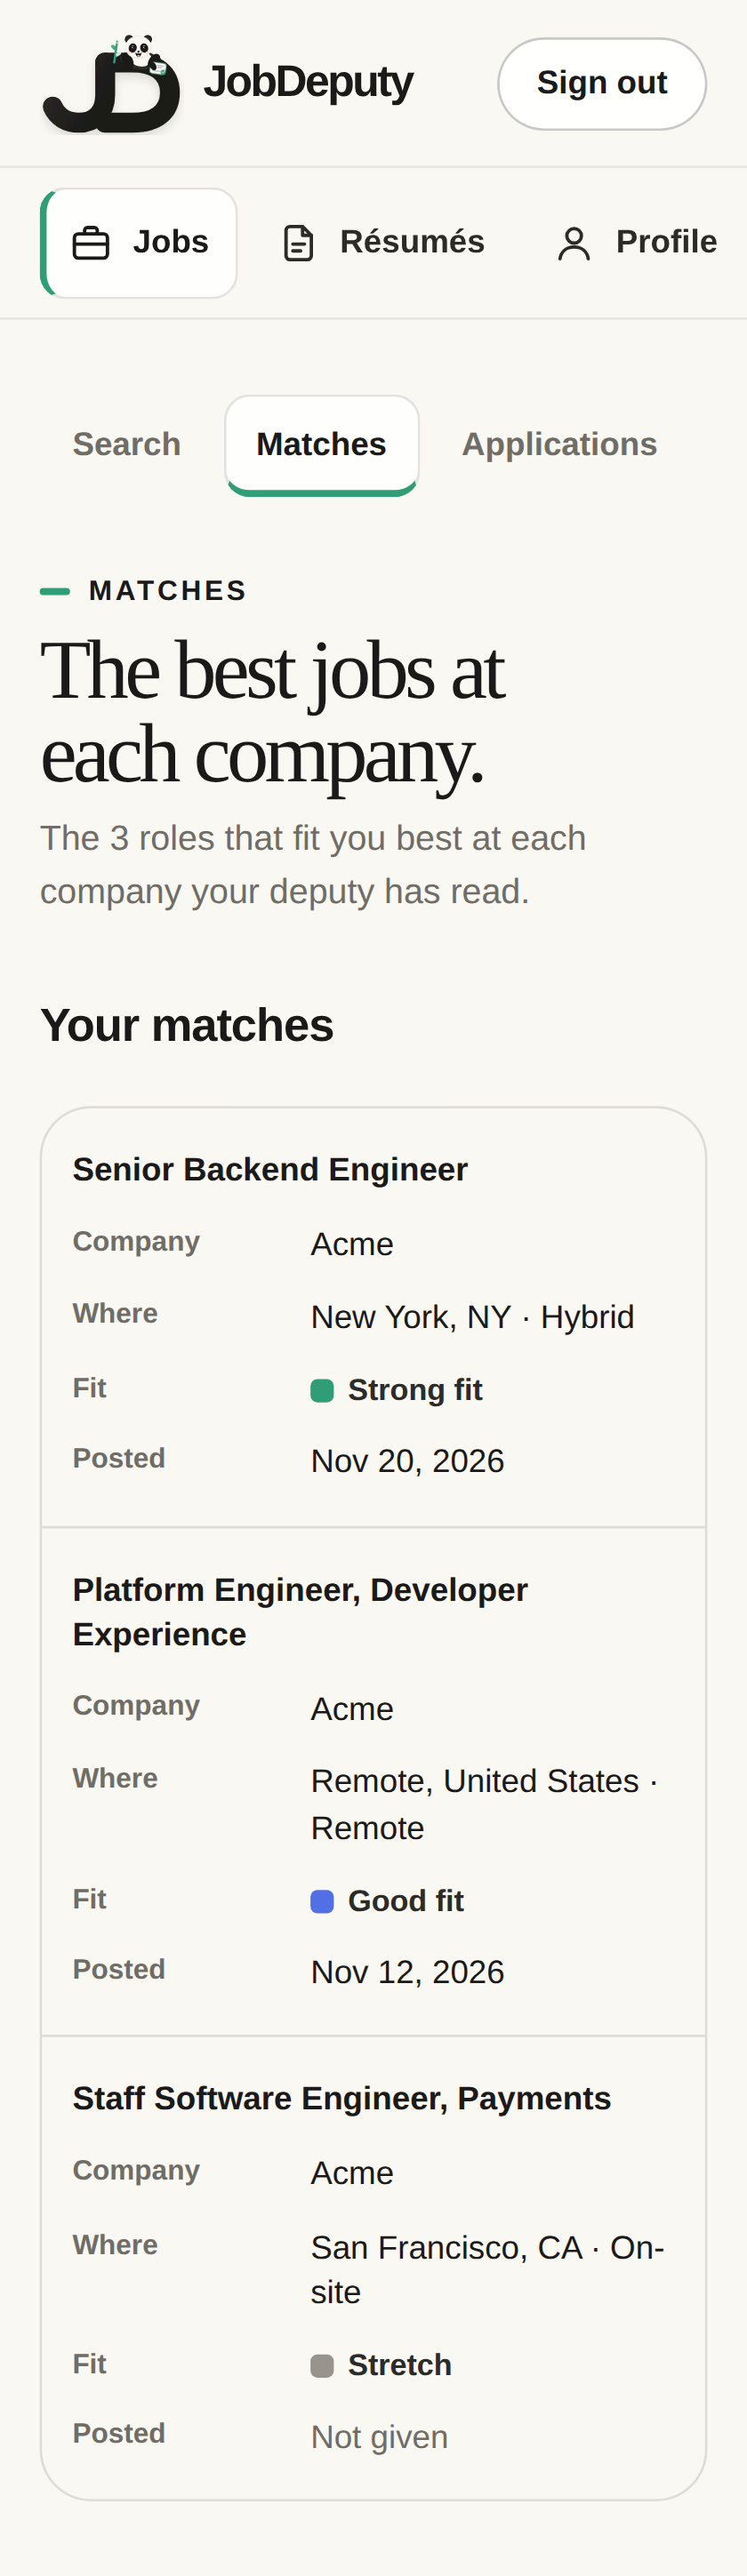 JobDeputy
Sign out
Jobs
Résumés
Profile
Search
Matches
Applications
MATCHES
The best jobs at
each company.
The 3 roles that fit you best at each
company your deputy has read.
Your matches
Senior Backend Engineer
Company Acme
Where New York, NY · Hybrid
Fit Strong fit
Posted Nov 20, 2026
Platform Engineer, Developer
Experience
Company Acme
Where Remote, United States ·
Remote
Fit Good fit
Posted Nov 12, 2026
Staff Software Engineer, Payments
Company Acme
Where San Francisco, CA · On-
site
Fit Stretch
Posted Not given